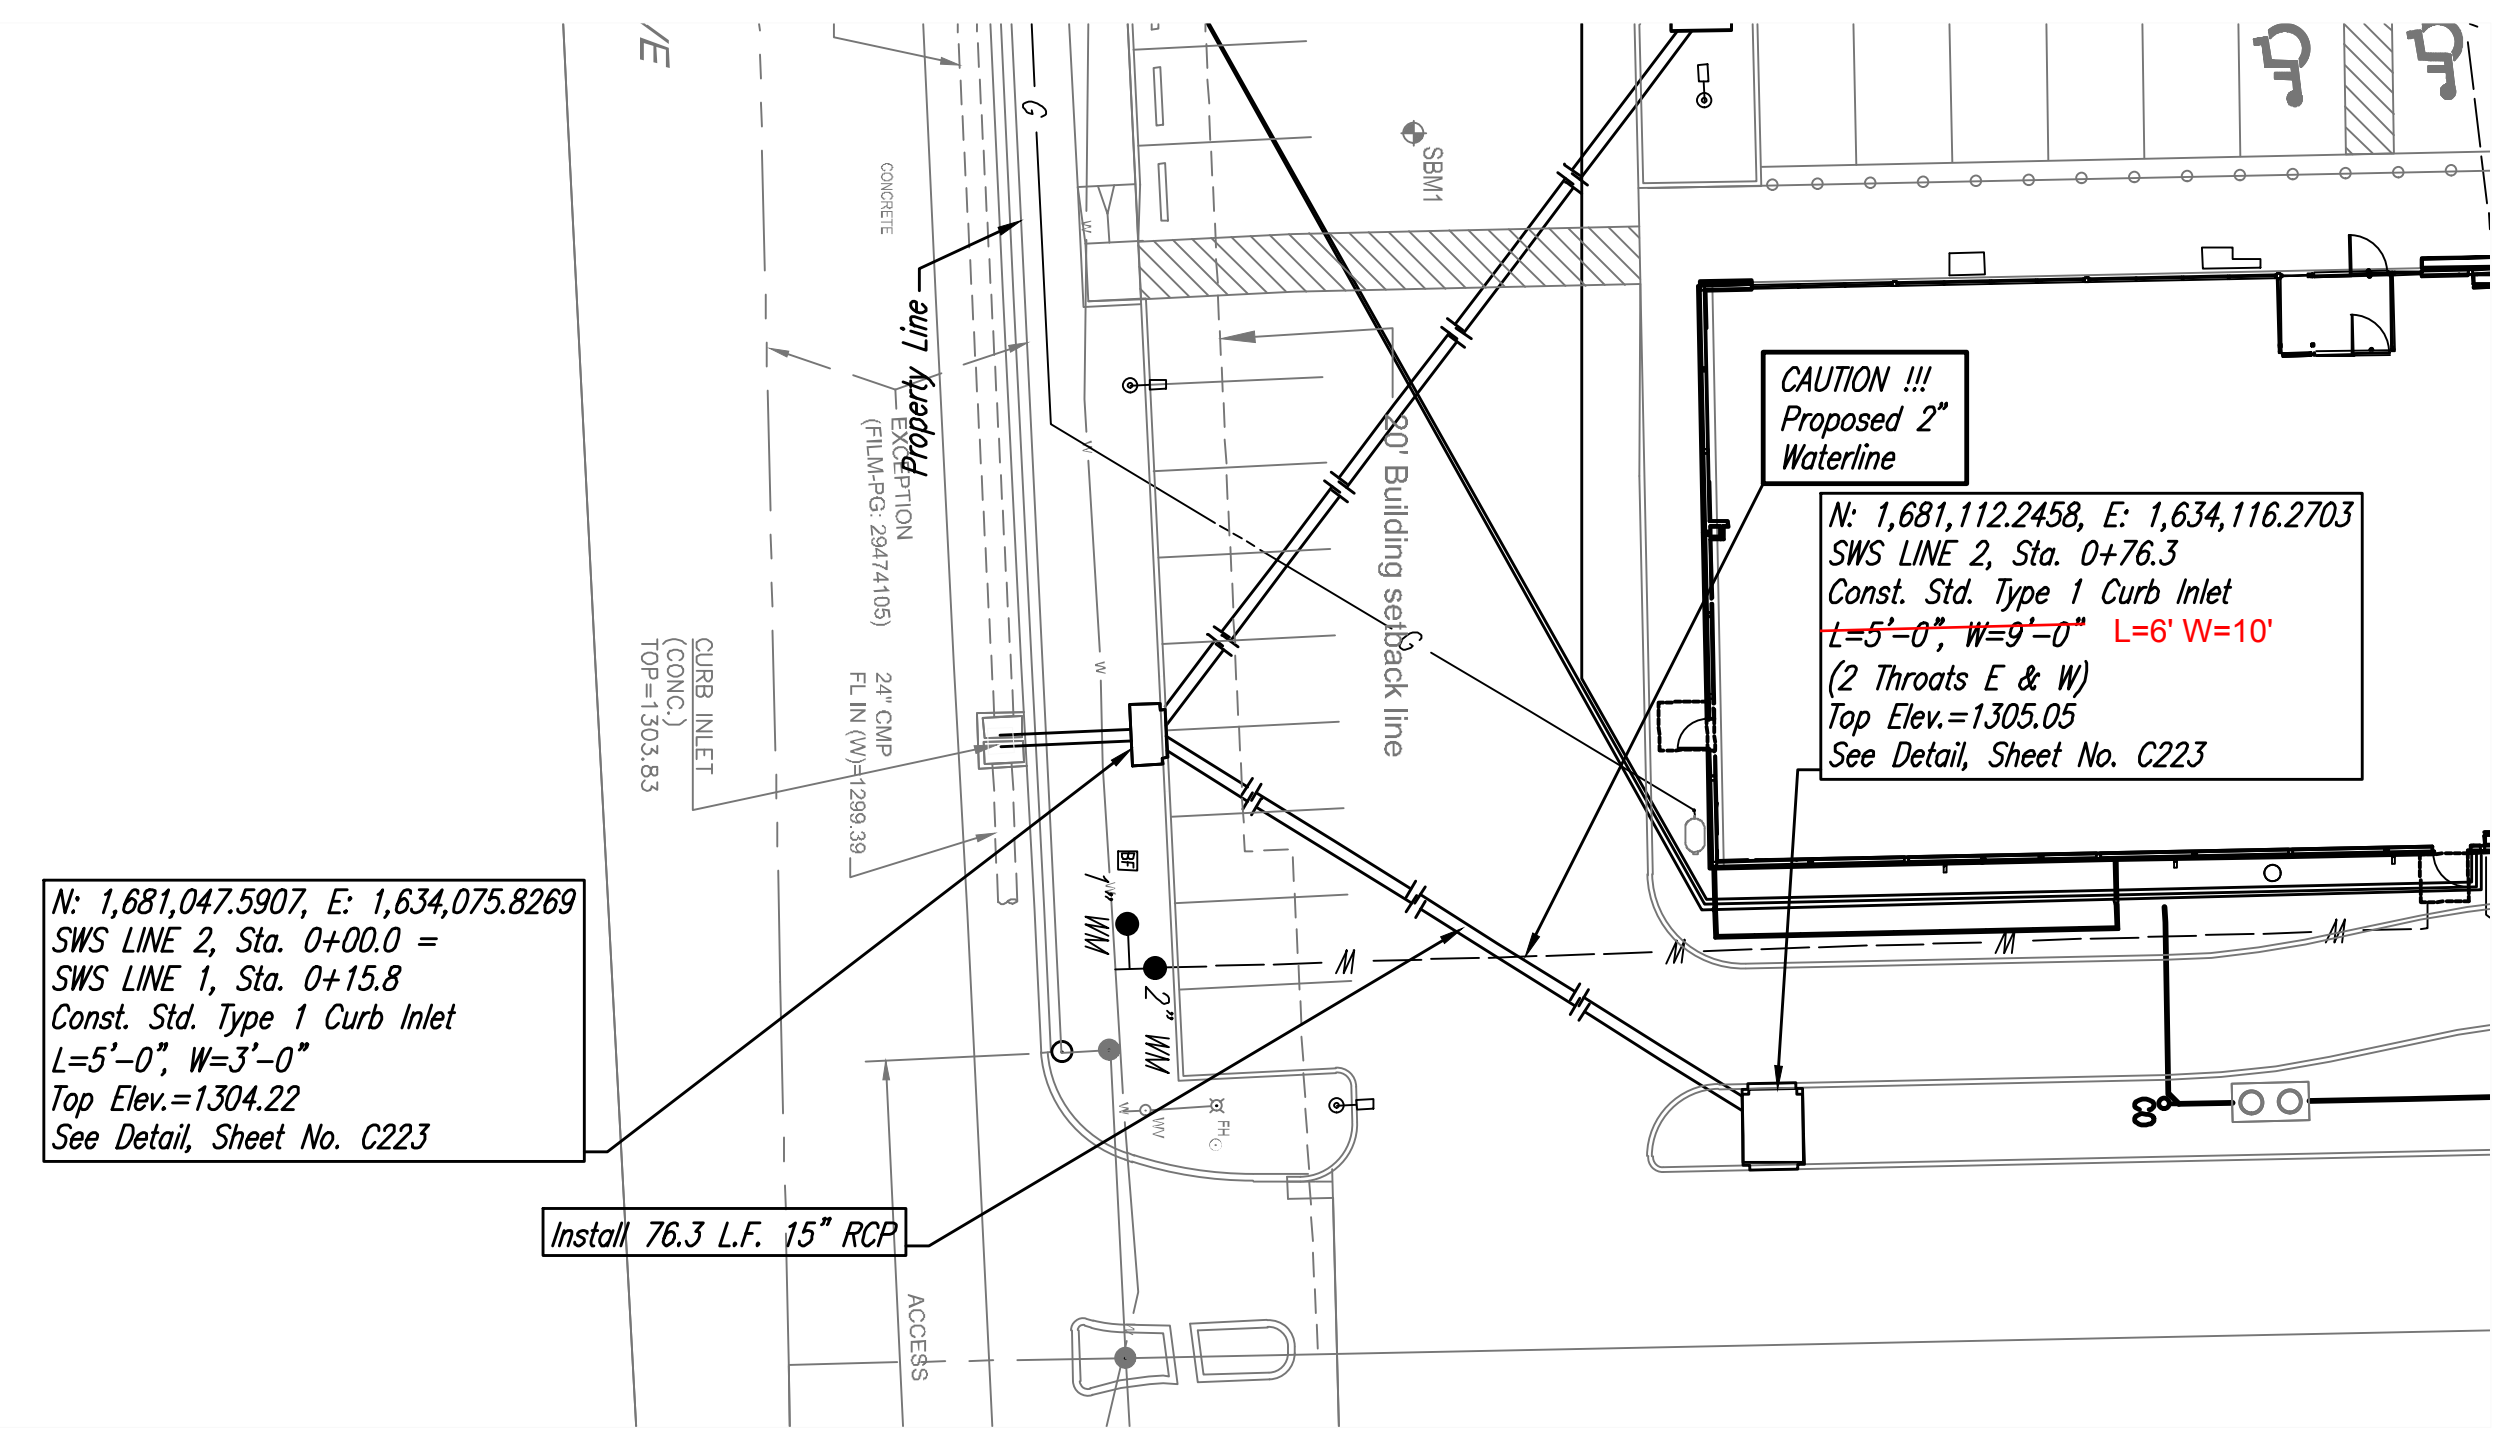 VE
G
CONCRETE
W
SBM1
Property Line
EXCEPTION
(FILM-PG: 29474105)
W
20' Building setback line
CAUTION !!!
Proposed 2"
Waterline
N: 1,681,112.2458, E: 1,634,116.2703
SWS LINE 2, Sta. 0+76.3
Const. Std. Type 1 Curb Inlet
L=5'-0", W=9'-0" L=6' W=10'
(2 Throats E & W)
Top Elev.=1305.05
See Detail, Sheet No. C223
G
W
CURB INLET
(CONC.)
TOP=1303.83
24" CMP
FL IN (W)=1299.39
BF
W
1" WM
2" WM
W
W
W
W
N: 1,681,047.5907, E: 1,634,075.8269
SWS LINE 2, Sta. 0+00.0 =
SWS LINE 1, Sta. 0+15.8
Const. Std. Type 1 Curb Inlet
L=5'-0", W=3'-0"
Top Elev.=1304.22
See Detail, Sheet No. C223
W
WV
FH
CO
Install 76.3 L.F. 15" RCP
ACCESS
W